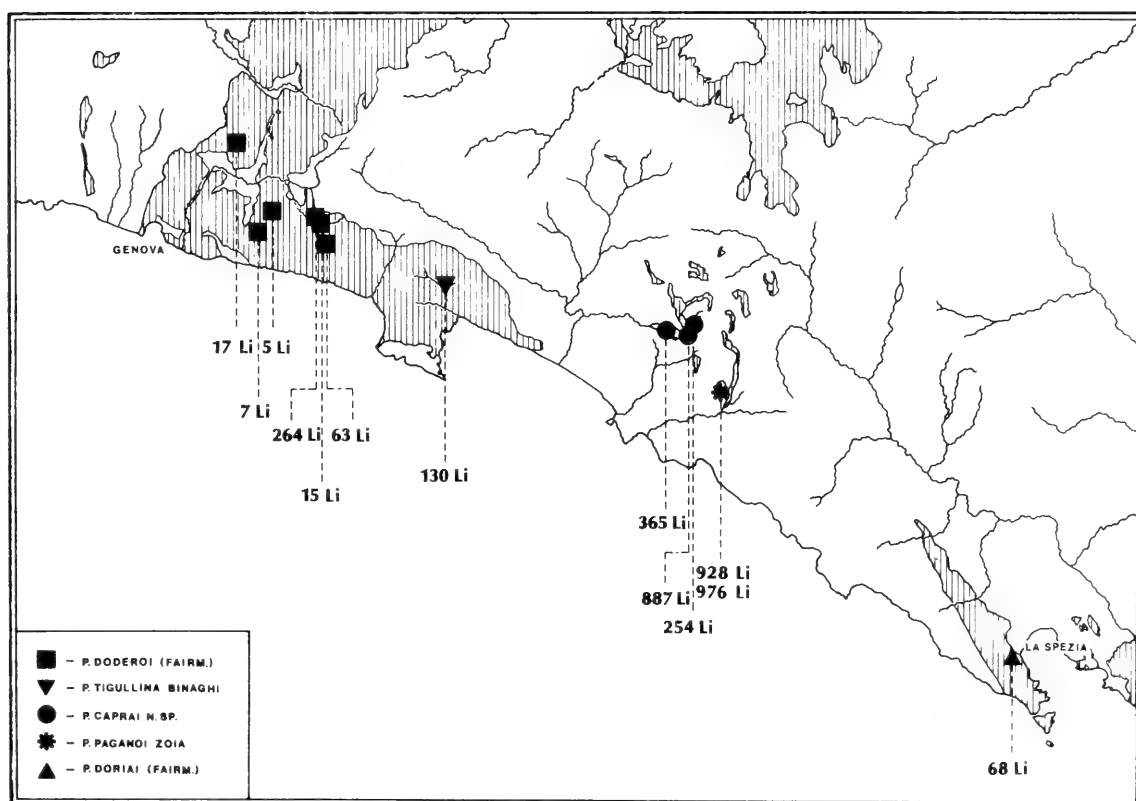 GENOVA
17 Li
5 Li
7 Li
264 Li
63 Li
15 Li
130 Li
365 Li
887 Li
254 Li
928 Li
976 Li
LA SPEZIA
68 Li
– P. DODEROI (FAIRM.)
– P. TIGULLINA BINAGHI
– P. CAPRAI N. SP.
– P. PAGANOI ZOIA
– P. DORIAI (FAIRM.)